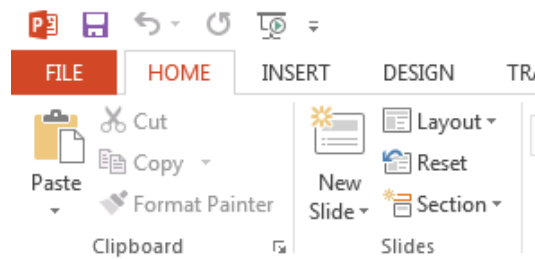 FILE HOME INSERT DESIGN
Cut
Copy
Format Painter
Paste
Clipboard
New
Slide
Layout
Reset
Section
Slides